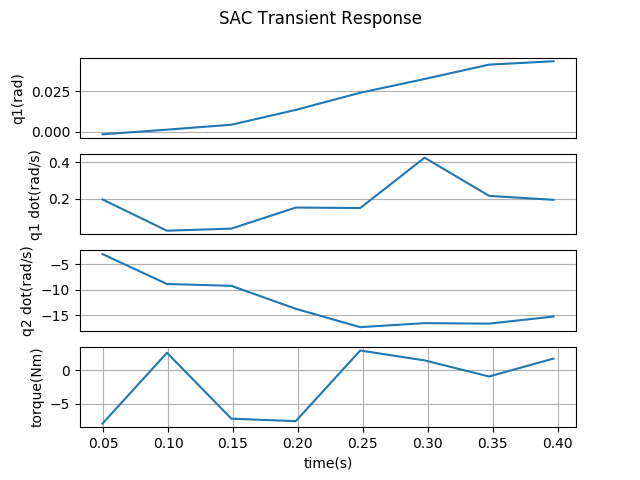 SAC Transient Response
q1(rad)
0.025
0.000
q1 dot(rad/s)
0.4
0.2
q2 dot(rad/s)
−5
−10
−15
torque(Nm)
0
−5
0.05 0.10 0.15 0.20 0.25 0.30 0.35 0.40
time(s)